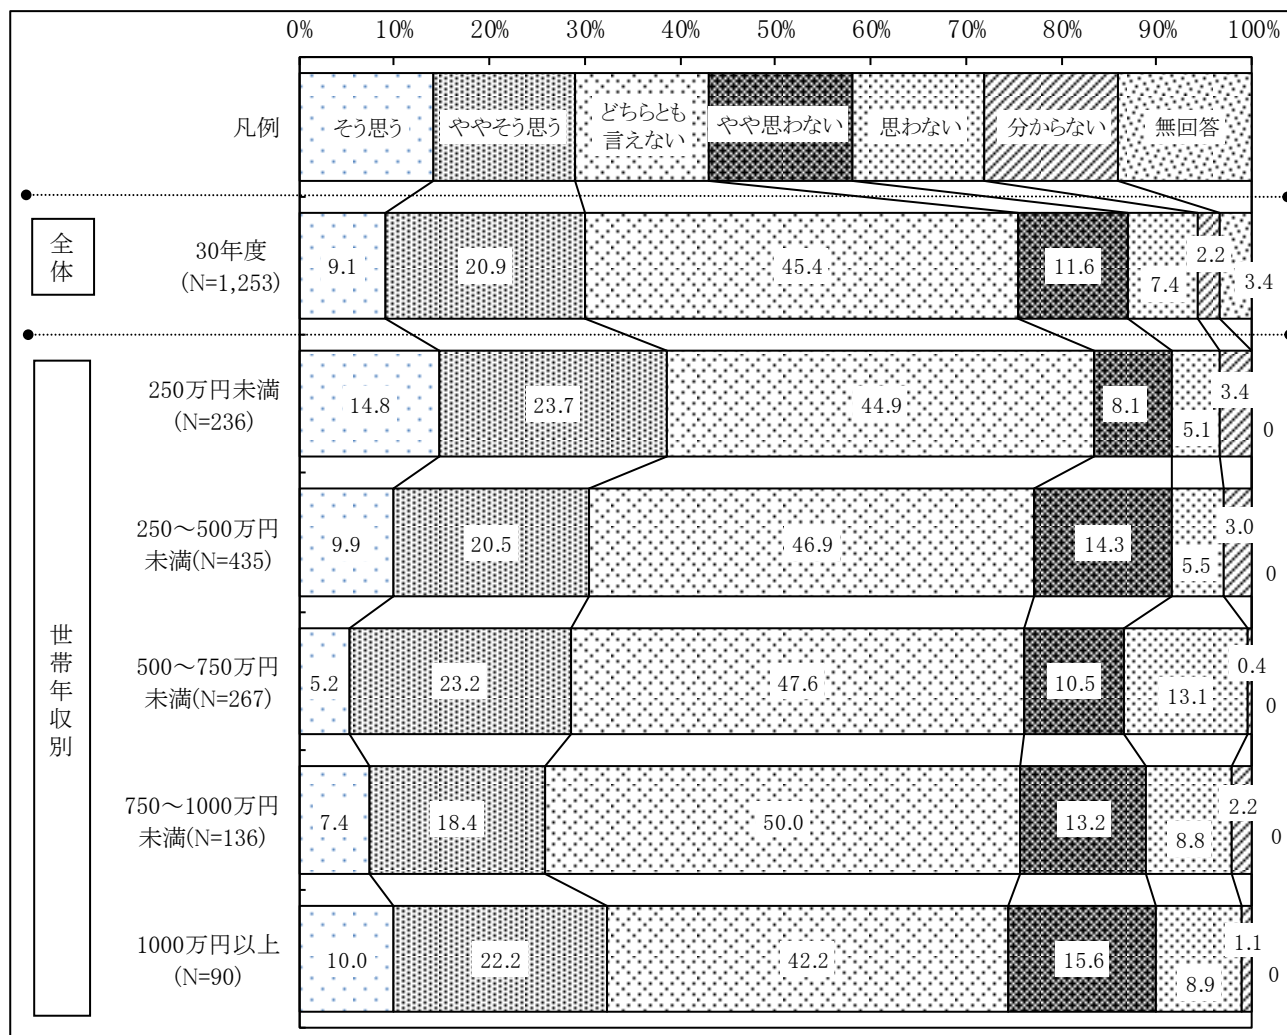 0% 10% 20% 30% 40% 50% 60% 70% 80% 90% 100%
凡例
そう思う
ややそう思う
どちらとも
言えない
やや思わない
思わない
分からない
無回答
全体
30年度
(N=1,253)
9.1 20.9 45.4 11.6 7.4 2.2 3.4
世帯年収別
250万円未満
(N=236)
14.8 23.7 44.9 8.1 5.1 3.4 0
250～500万円
未満(N=435)
9.9 20.5 46.9 14.3 5.5 3.0 0
500～750万円
未満(N=267)
5.2 23.2 47.6 10.5 13.1 0.4 0
750～1000万円
未満(N=136)
7.4 18.4 50.0 13.2 8.8 2.2 0
1000万円以上
(N=90)
10.0 22.2 42.2 15.6 8.9 1.1 0